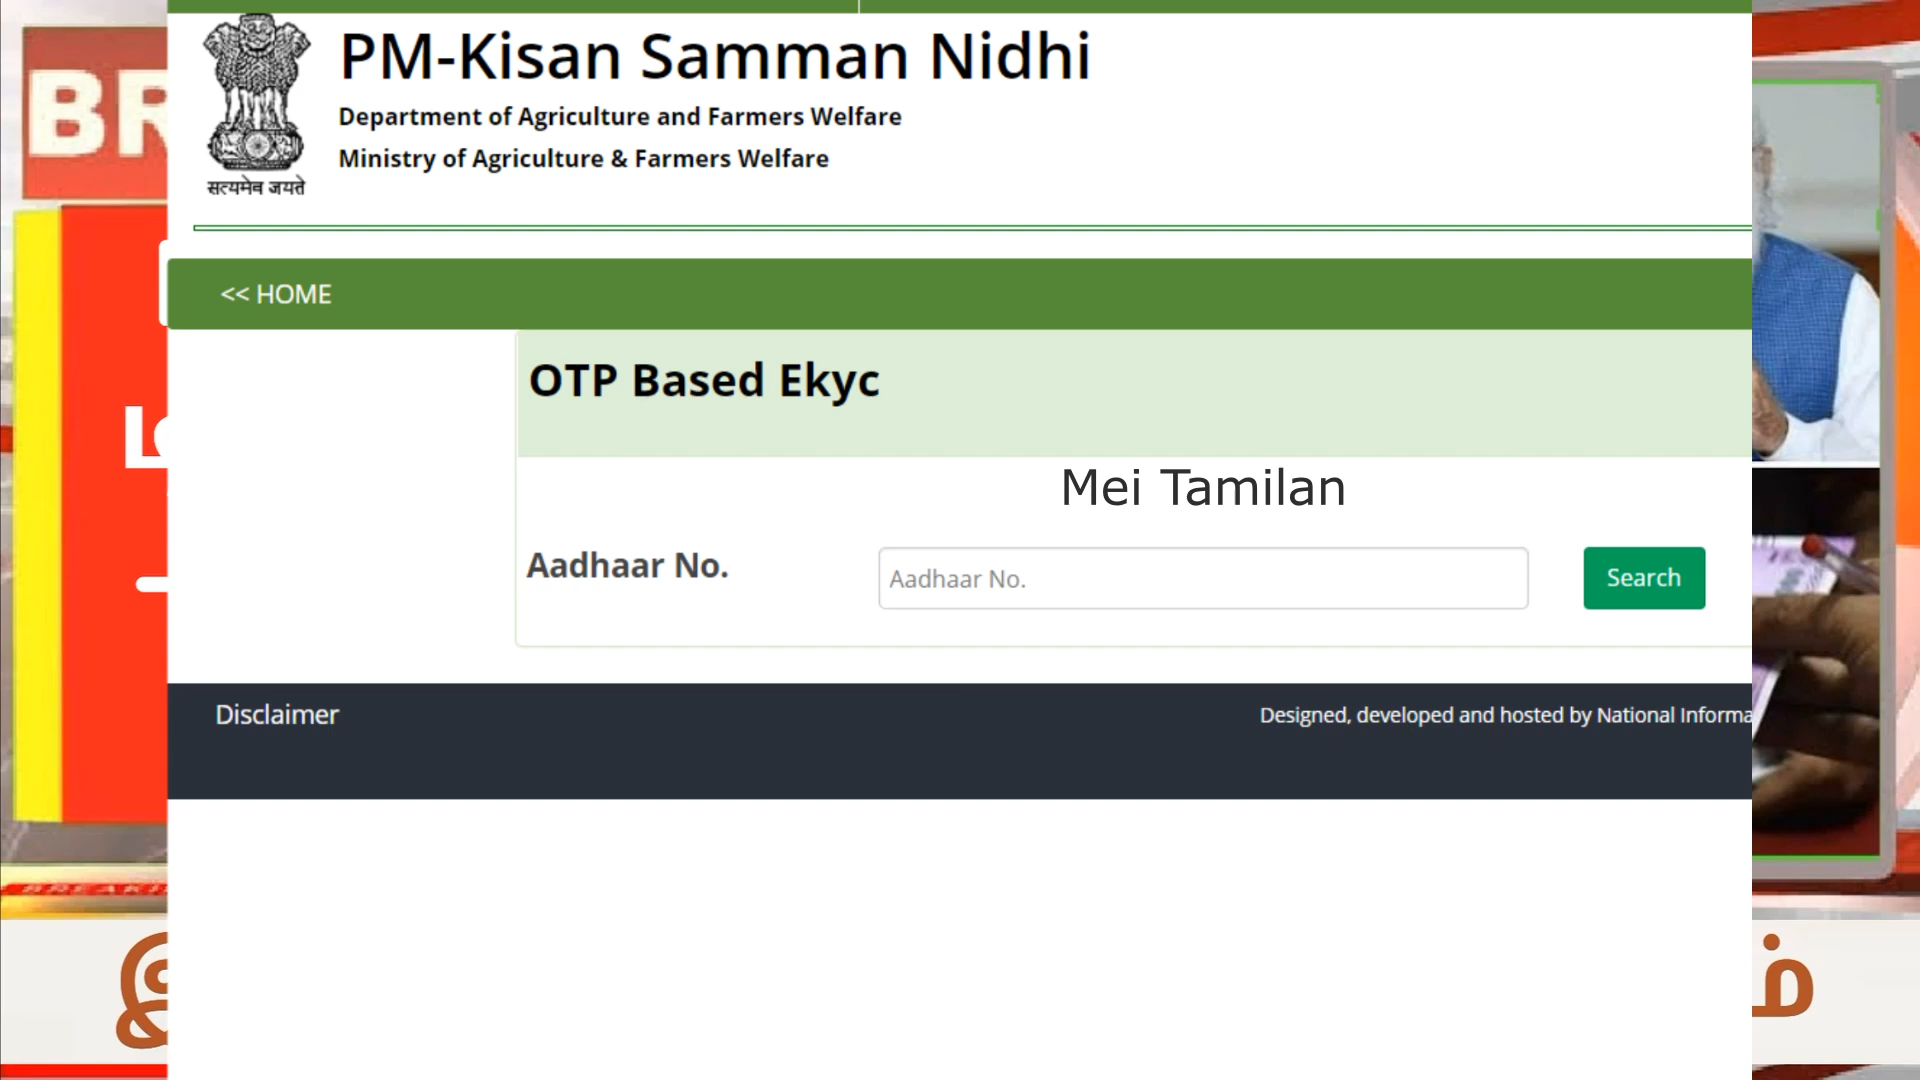 PM-Kisan Samman Nidhi
Department of Agriculture and Farmers Welfare
Ministry of Agriculture & Farmers Welfare
सत्यमेव जयते
<< HOME
OTP Based Ekyc
Mei Tamilan
Aadhaar No.
Aadhaar No.
Search
Disclaimer
Designed, developed and hosted by National Informa
BR